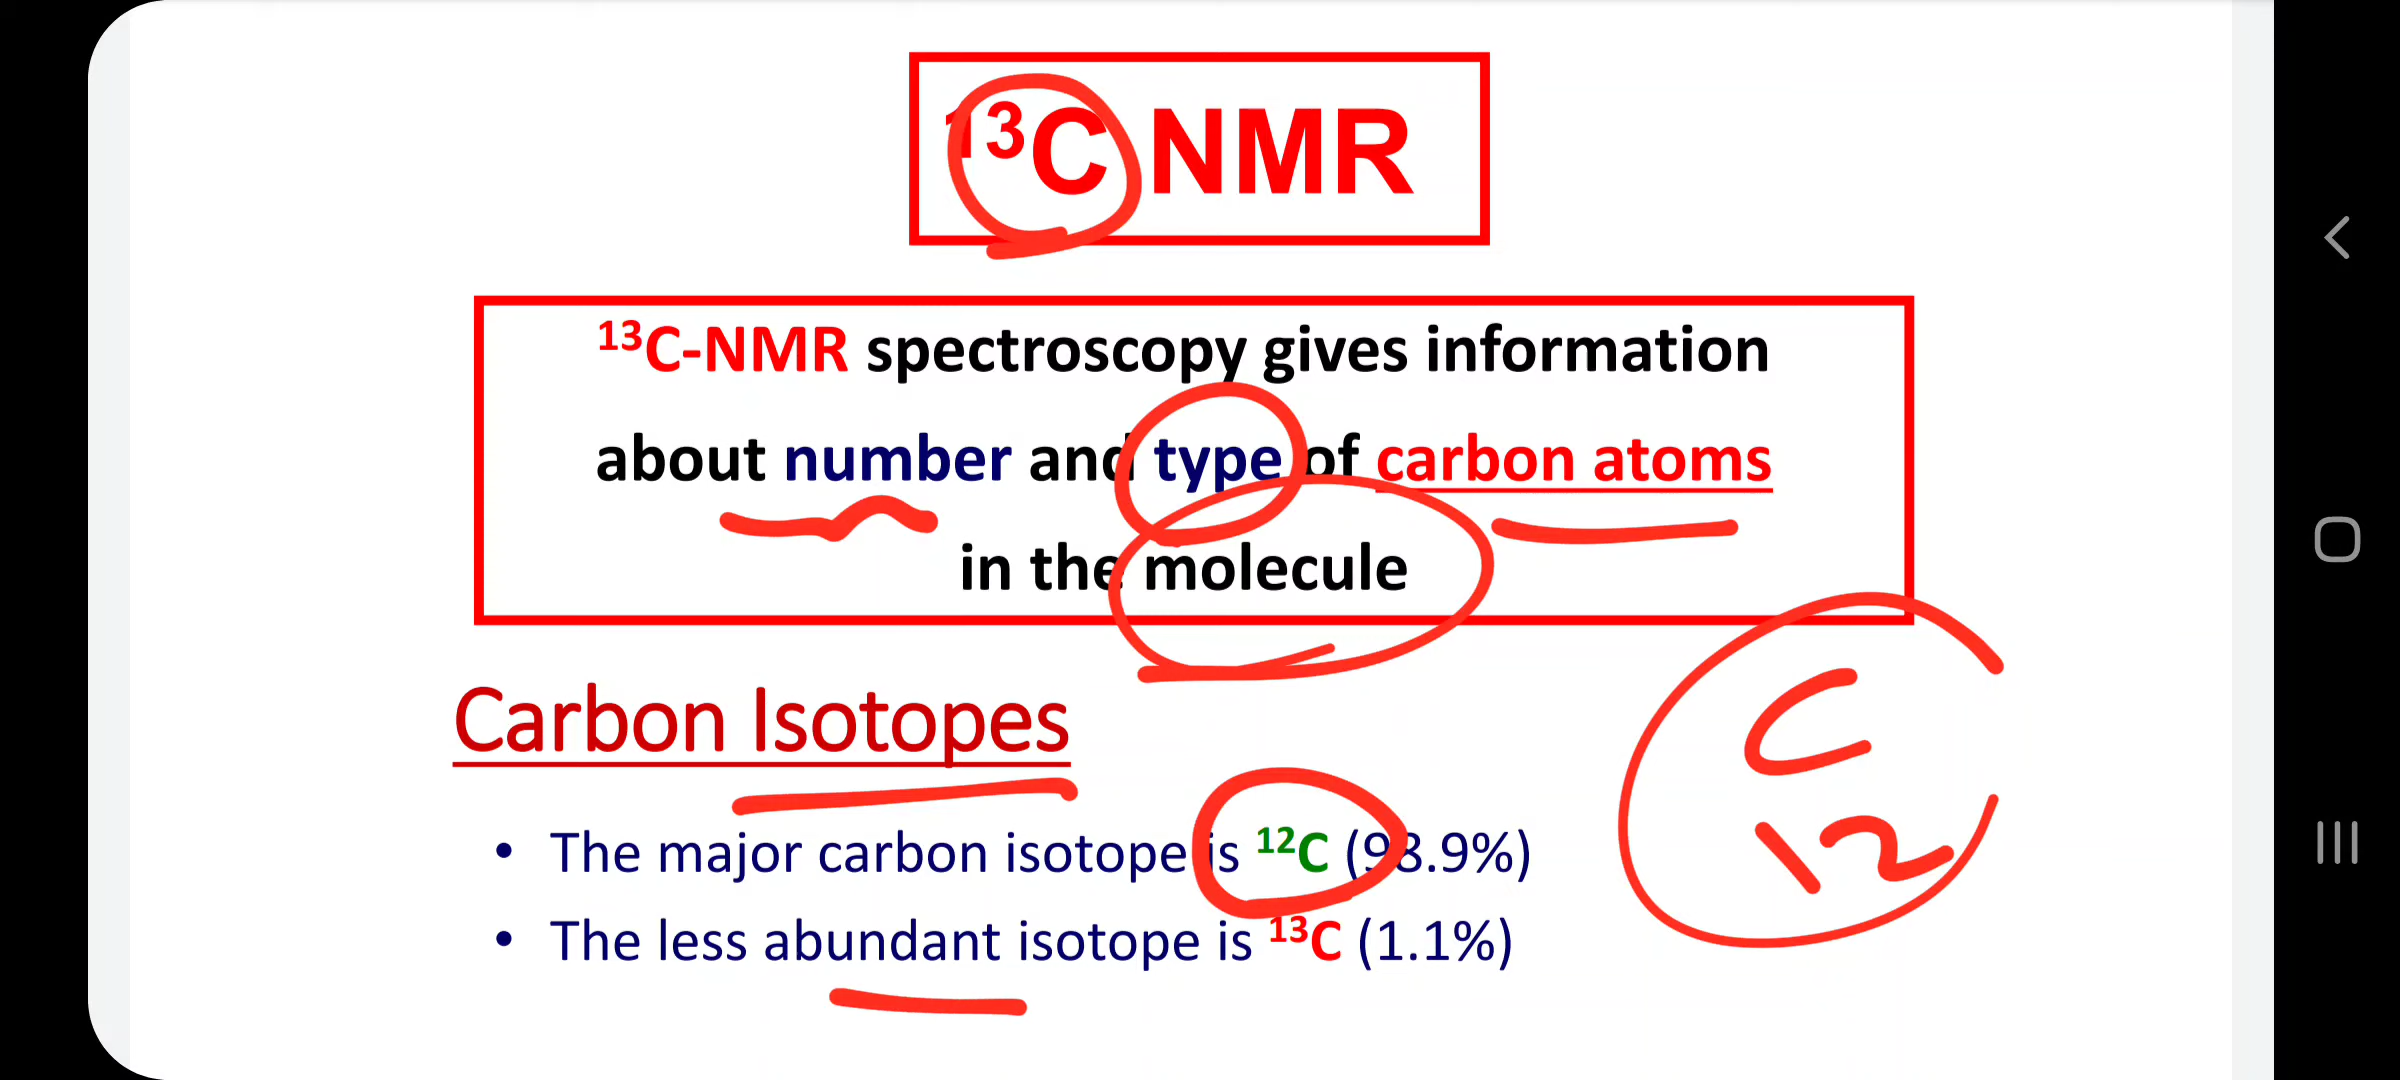 ¹³C NMR
¹³C-NMR spectroscopy gives information
about number and type of carbon atoms
in the molecule
Carbon Isotopes
• The major carbon isotope is ¹²C (98.9%)
• The less abundant isotope is ¹³C (1.1%)
C
12